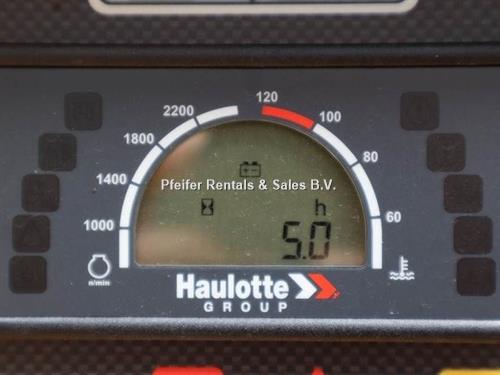 120
2200
100
1800
80
1400
Pfeifer Rentals & Sales B.V.
h
60
1000
5.0
n/min
Haulotte
GROUP